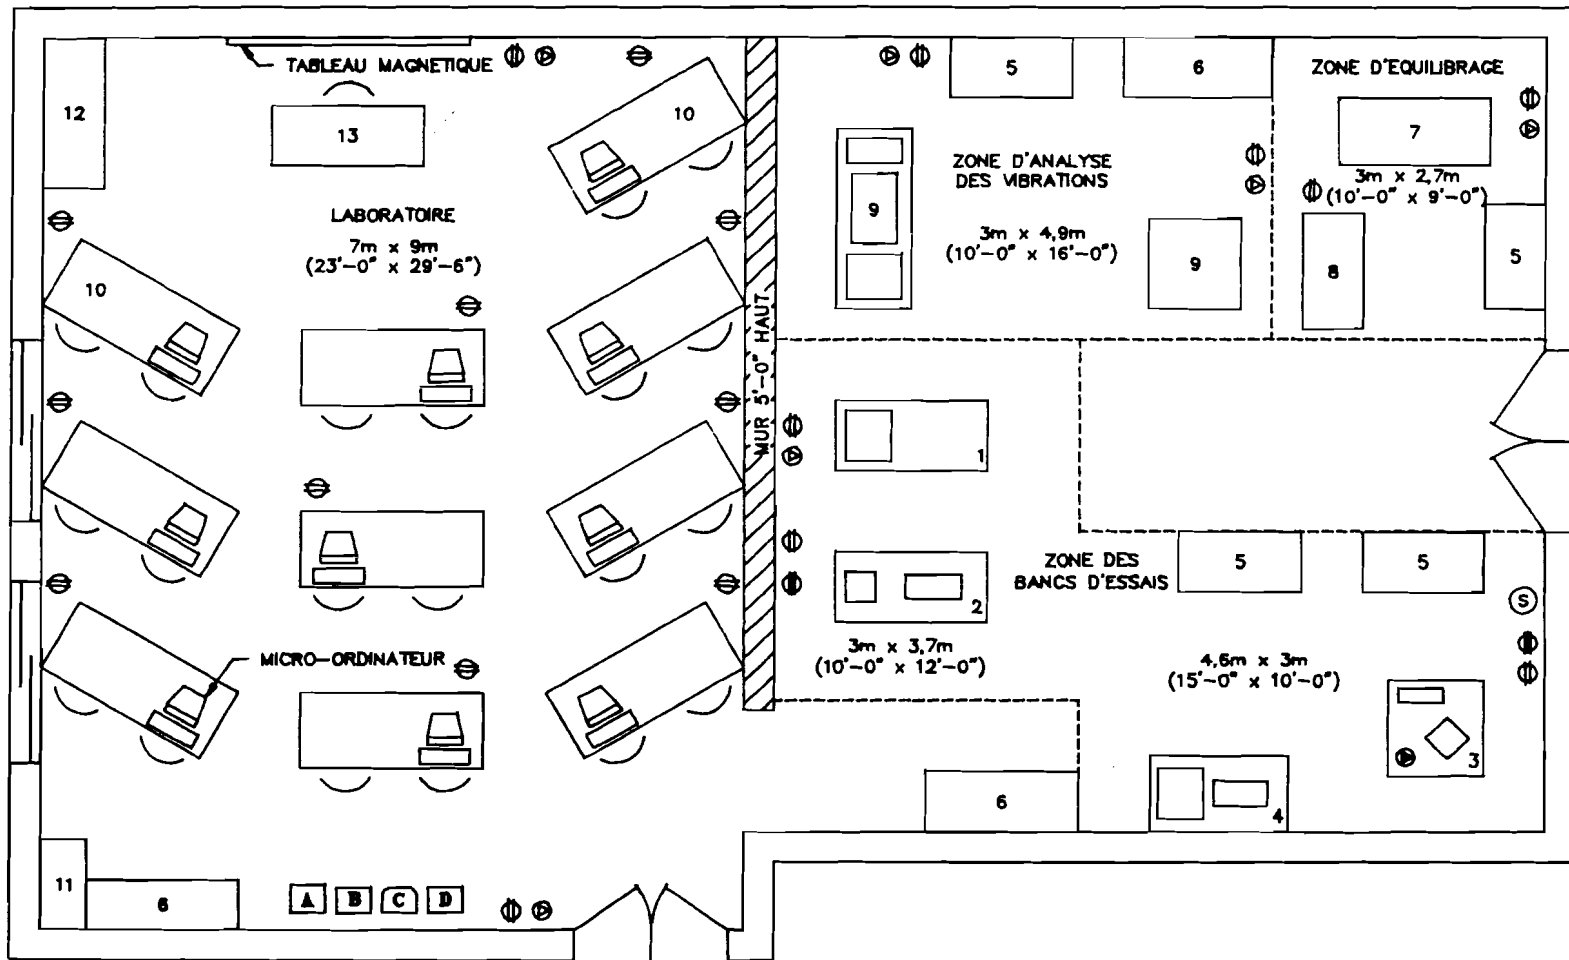 TABLEAU MAGNETIQUE
12
13
10
LABORATOIRE
7m x 9m
(23'-0" x 29'-6")
10
MICRO-ORDINATEUR
11
6
A B C D
MUR 5'-0" HAUT
5
6
ZONE D'ANALYSE
DES VIBRATIONS
3m x 4,9m
(10'-0" x 16'-0")
9
9
ZONE D'EQUILIBRAGE
7
3m x 2,7m
(10'-0" x 9'-0")
8
5
1
2
3m x 3,7m
(10'-0" x 12'-0")
ZONE DES
BANCS D'ESSAIS
5
5
S
4,6m x 3m
(15'-0" x 10'-0")
3
4
6